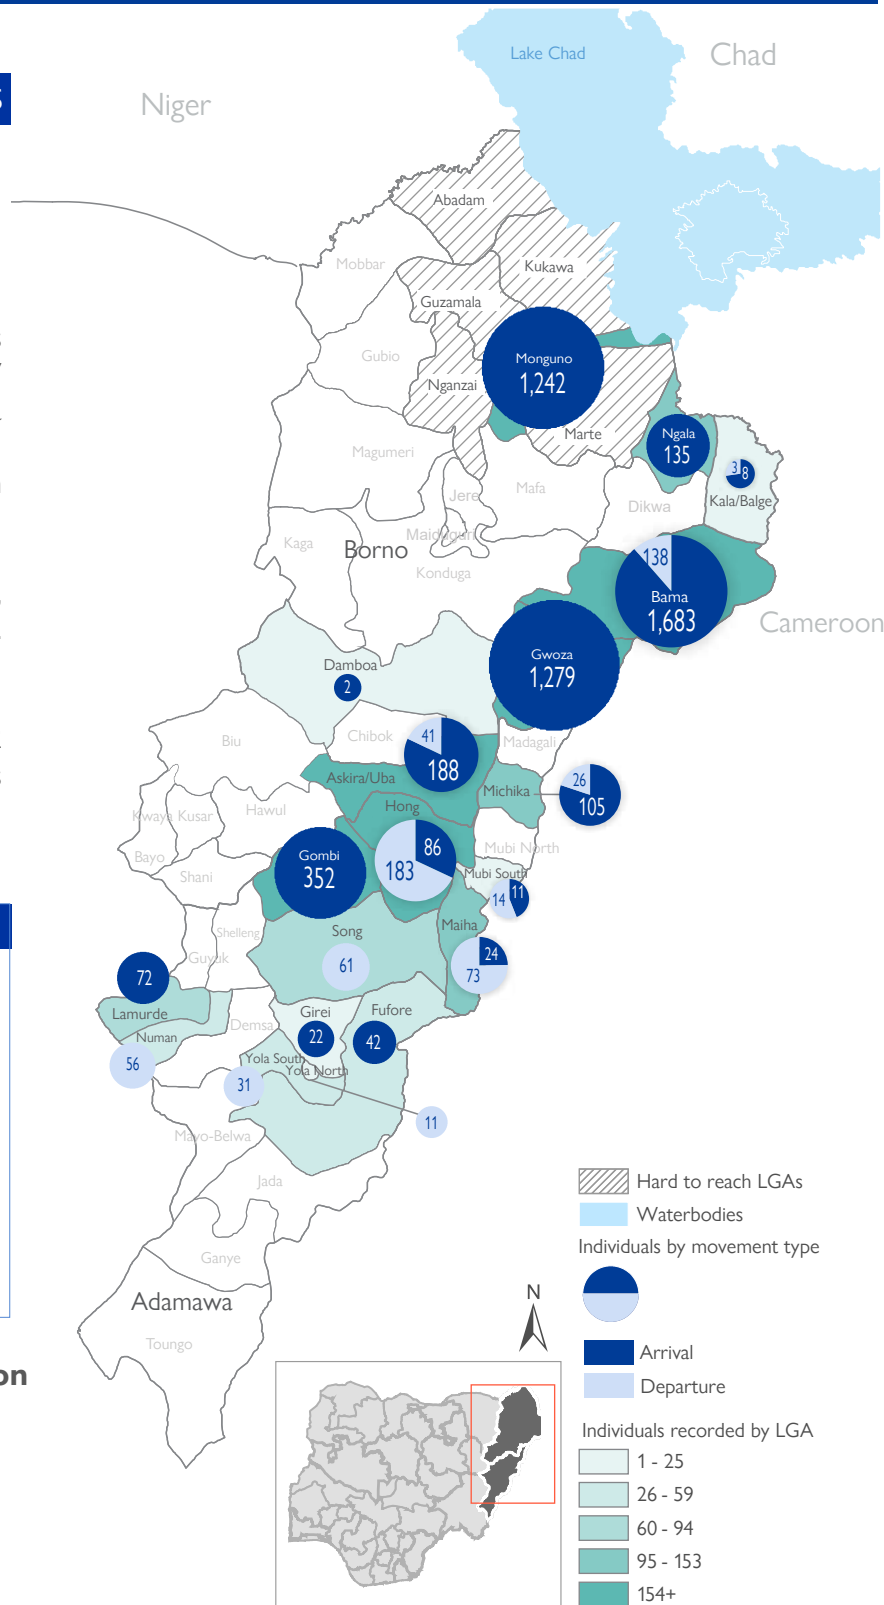 Lake Chad
Chad
Niger
Abadam
Mobbar
Kukawa
Guzamala
Gubio
Monguno
1,242
Nganzai
Marte
Ngala
135
Magumeri
3
8
Kala/Balge
Jere
Mafa
Dikwa
Maiduguri
Kaga
Borno
Konduga
138
Bama
1,683
Cameroon
Gwoza
1,279
Damboa
2
Biu
Chibok
41
188
Madagali
Askira/Uba
Michika
26
105
Hong
Kwaya Kusar
Hawul
Mubi North
Bayo
Gombi
352
86
183
Shani
Mubi South
14
11
Shelleng
Song
61
Maiha
24
73
Guyuk
72
Lamurde
Girei
22
Fufore
42
Demsa
Numan
56
Yola South
Yola North
31
11
Mayo-Belwa
Jada
Ganye
Adamawa
Toungo
on
N
Hard to reach LGAs
Waterbodies
Individuals by movement type
Arrival
Departure
Individuals recorded by LGA
1 - 25
26 - 59
60 - 94
95 - 153
154+